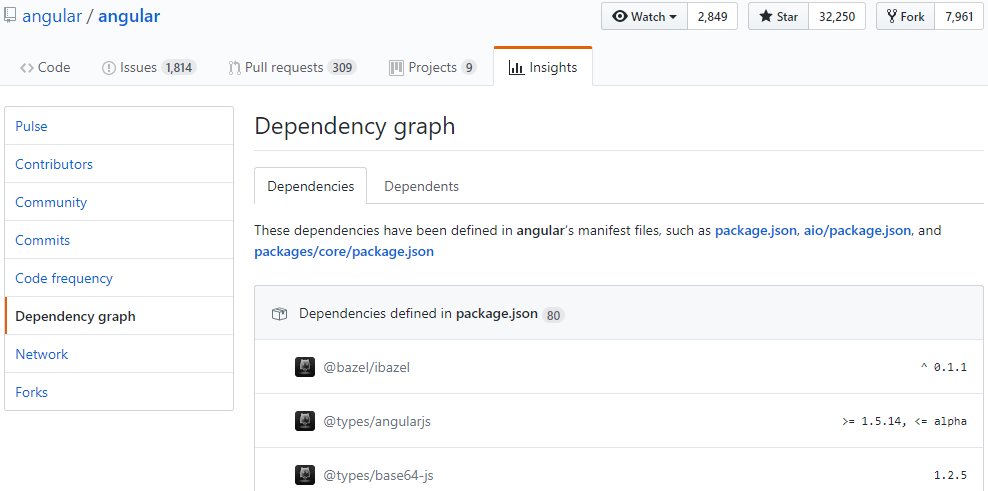 angular / angular
Watch 2,849 Star 32,250 Fork 7,961
Code Issues 1,814 Pull requests 309 Projects 9 Insights
Pulse
Contributors
Community
Commits
Code frequency
Dependency graph
Network
Forks
Dependency graph
Dependencies Dependents
These dependencies have been defined in angular's manifest files, such as package.json, aio/package.json, and
packages/core/package.json
Dependencies defined in package.json 80
@bazel/ibazel ^ 0.1.1
@types/angularjs >= 1.5.14, <= alpha
@types/base64-js 1.2.5